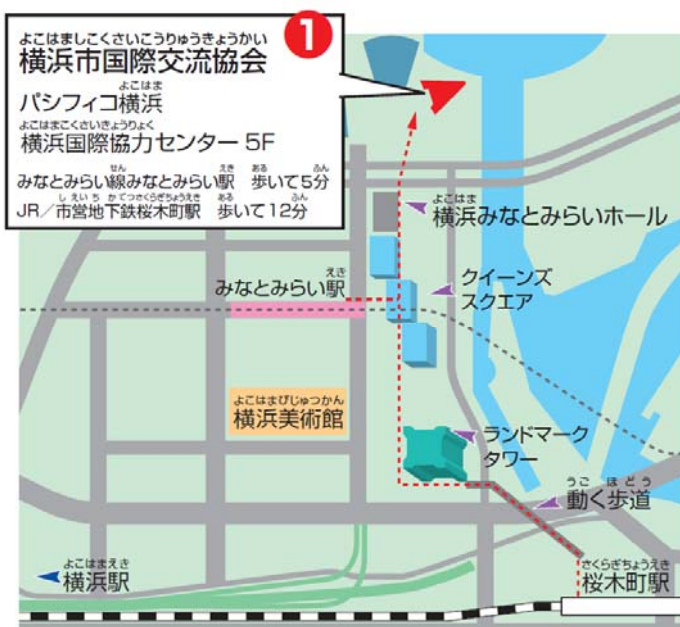 よこはましこくさいこうりゅうきょうかい
横浜市国際交流協会
1
よこはま
パシフィコ横浜
よこはまこくさいきょうりょく
横浜国際協力センター 5F
せん えき ある ふん
みなとみらい線みなとみらい駅 歩いて5分
しえいちかてつさくらぎちょうえき ある ふん
JR／市営地下鉄桜木町駅 歩いて12分
よこはま
横浜みなとみらいホール
えき
みなとみらい駅
クイーンズ
スクエア
よこはまびじゅつかん
横浜美術館
ランドマーク
タワー
うご ほどう
動く歩道
よこはまえき
横浜駅
さくらぎちょうえき
桜木町駅